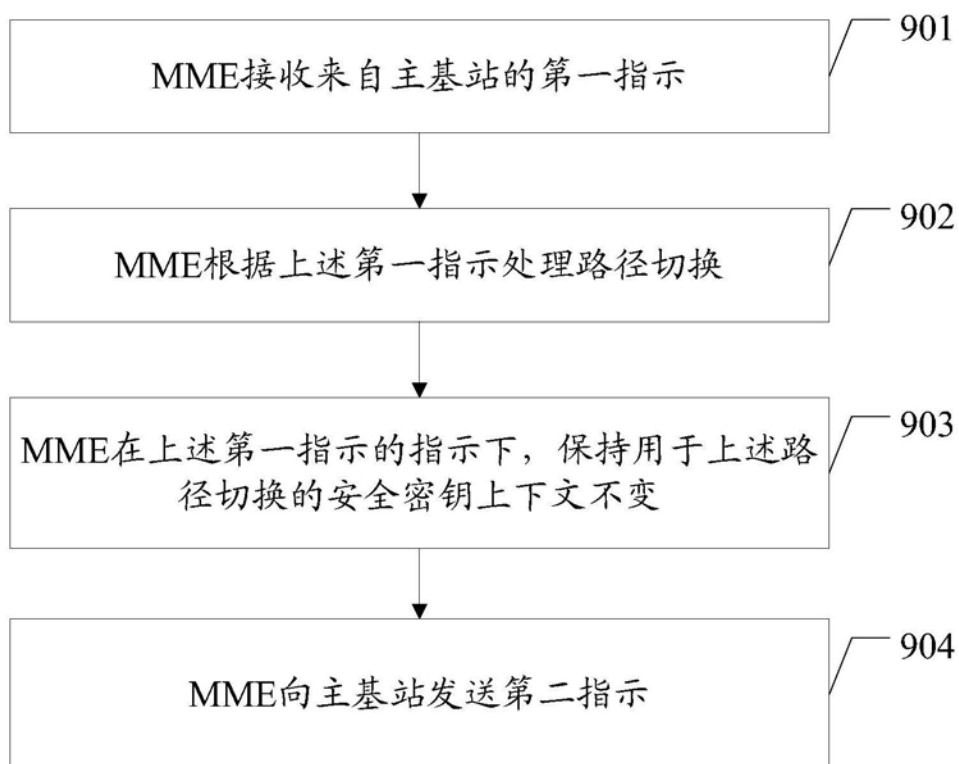 901
MME接收来自主基站的第一指示
902
MME根据上述第一指示处理路径切换
903
MME在上述第一指示的指示下，保持用于上述路
径切换的安全密钥上下文不变
904
MME向主基站发送第二指示